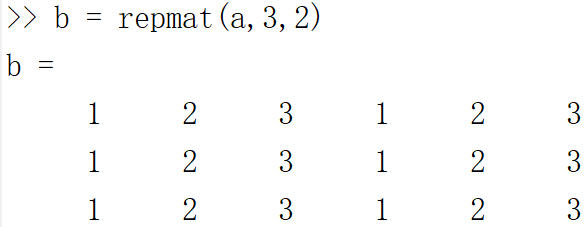 >> b = repmat(a,3,2)
b =
1 2 3 1 2 3
1 2 3 1 2 3
1 2 3 1 2 3